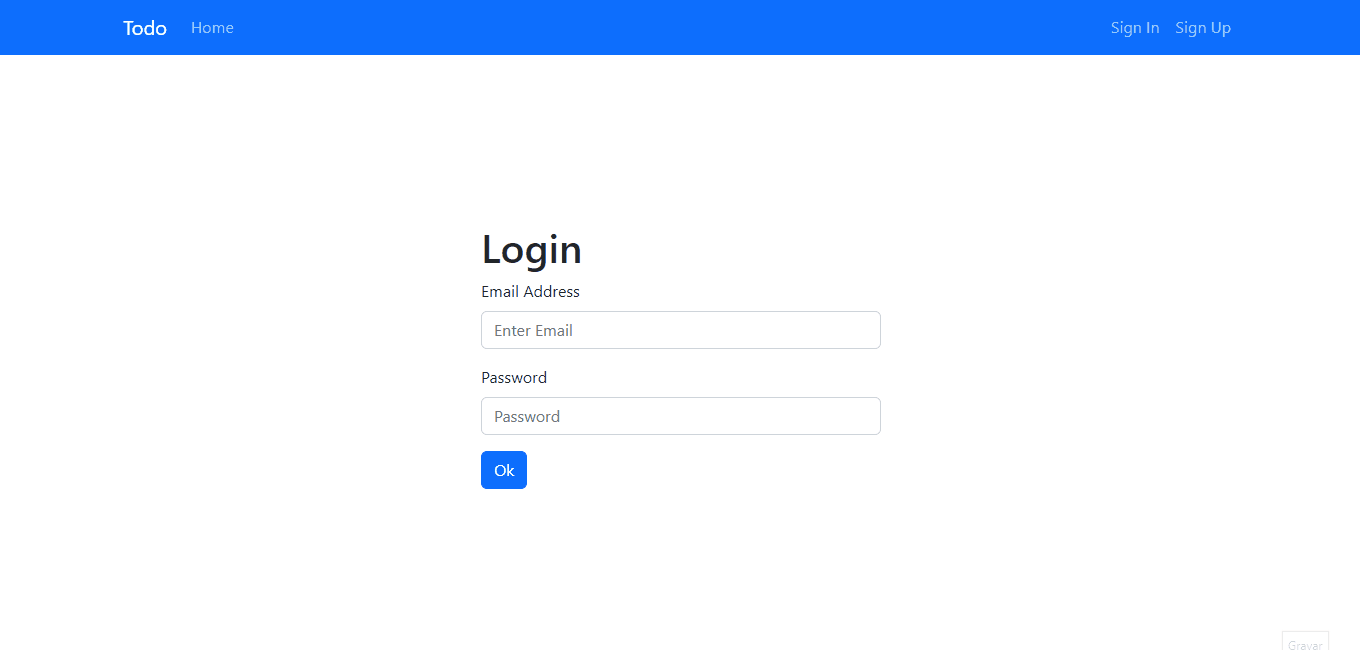 Todo Home Sign In Sign Up
Login
Email Address
Enter Email
Password
Password
Ok
Gravar